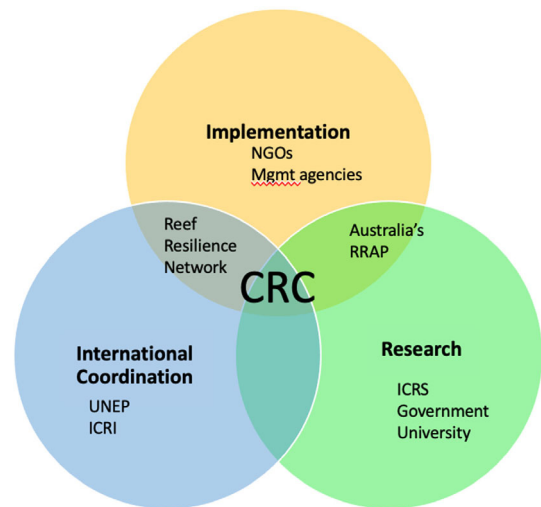 Implementation
NGOs
Mgmt agencies
Reef
Resilience
Network
Australia's
RRAP
CRC
International
Coordination
UNEP
ICRI
Research
ICRS
Government
University